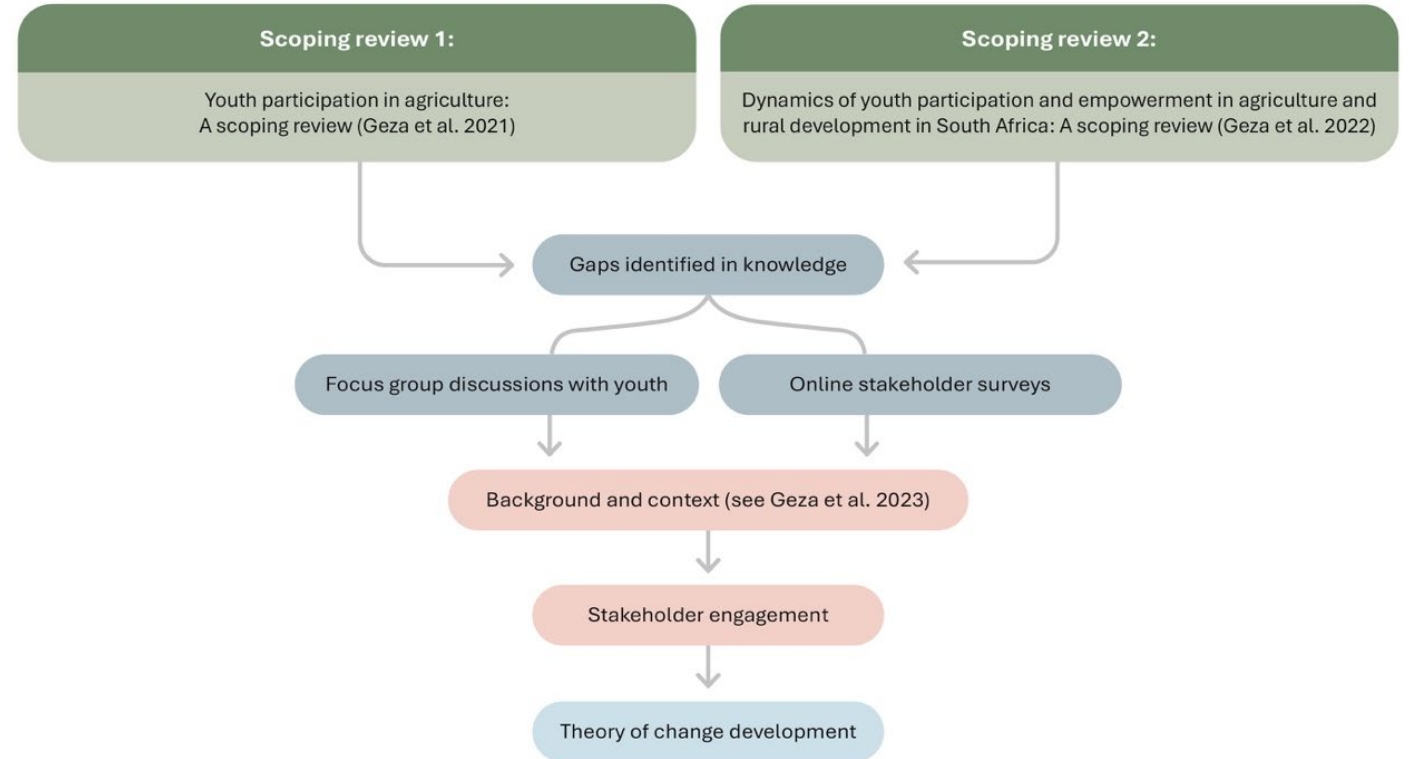 Scoping review 1:
Youth participation in agriculture:
A scoping review (Geza et al. 2021)
Scoping review 2:
Dynamics of youth participation and empowerment in agriculture and
rural development in South Africa: A scoping review (Geza et al. 2022)
Gaps identified in knowledge
Focus group discussions with youth
Online stakeholder surveys
Background and context (see Geza et al. 2023)
Stakeholder engagement
Theory of change development